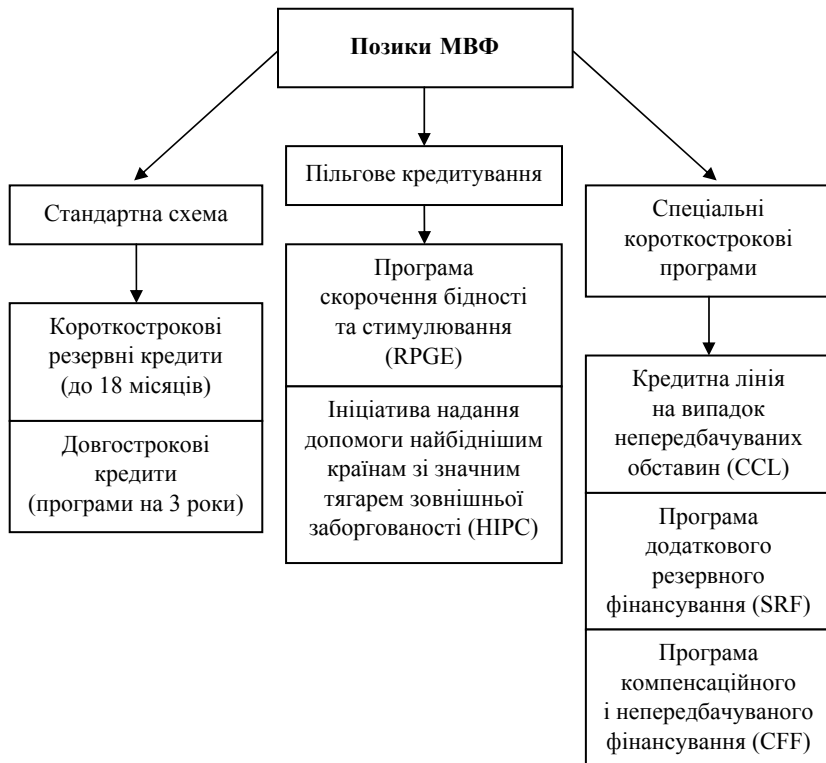 Позики МВФ
Стандартна схема
Короткострокові
резервні кредити
(до 18 місяців)
Довгострокові
кредити
(програми на 3 роки)
Пільгове кредитування
Програма
скорочення бідності
та стимулювання
(RPGE)
Ініціатива надання
допомоги найбіднішим
країнам зі значним
тягарем зовнішньої
заборгованості (HIPC)
Спеціальні
короткострокові
програми
Кредитна лінія
на випадок
непередбачуваних
обставин (CCL)
Програма
додаткового
резервного
фінансування (SRF)
Програма
компенсаційного
і непередбачуваного
фінансування (CFF)